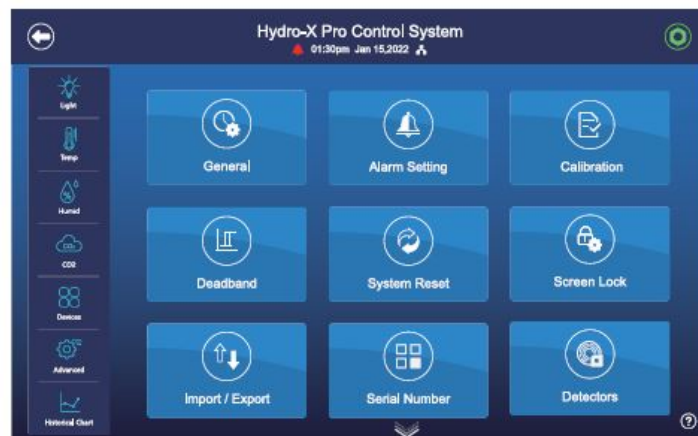 Hydro-X Pro Control System
01:30pm Jan 15,2022
Light
Temp
Humid
CO2
Devices
Advanced
Historical Chart
General
Alarm Setting
Calibration
Deadband
System Reset
Screen Lock
Import / Export
Serial Number
Detectors
?